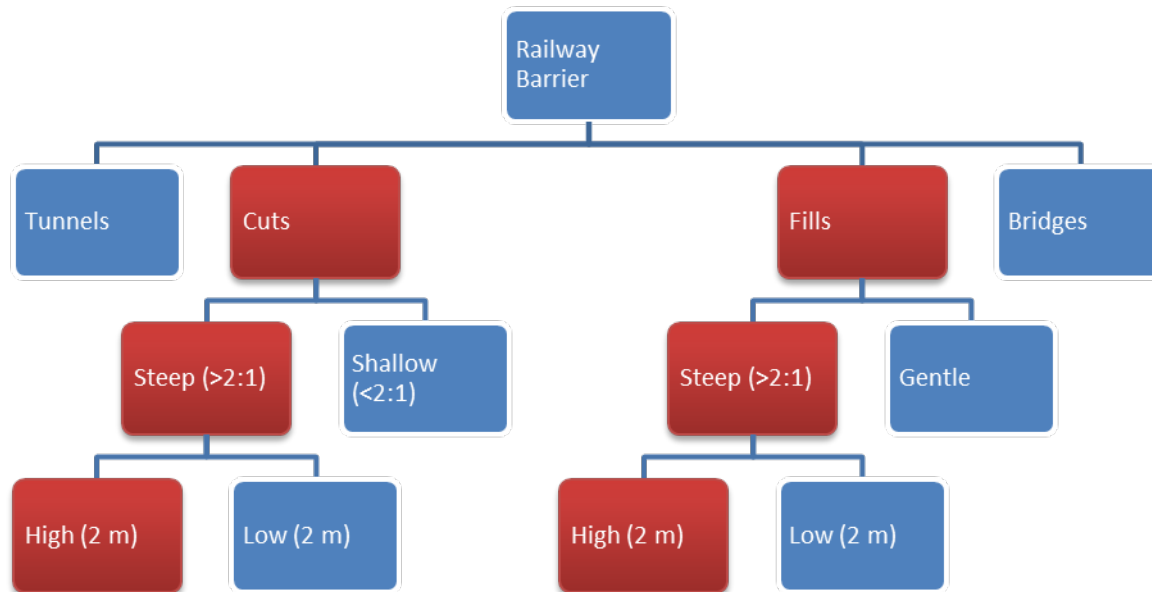 Railway
Barrier
Tunnels
Cuts
Fills
Bridges
Steep (>2:1)
Shallow
(<2:1)
Steep (>2:1)
Gentle
High (2 m)
Low (2 m)
High (2 m)
Low (2 m)